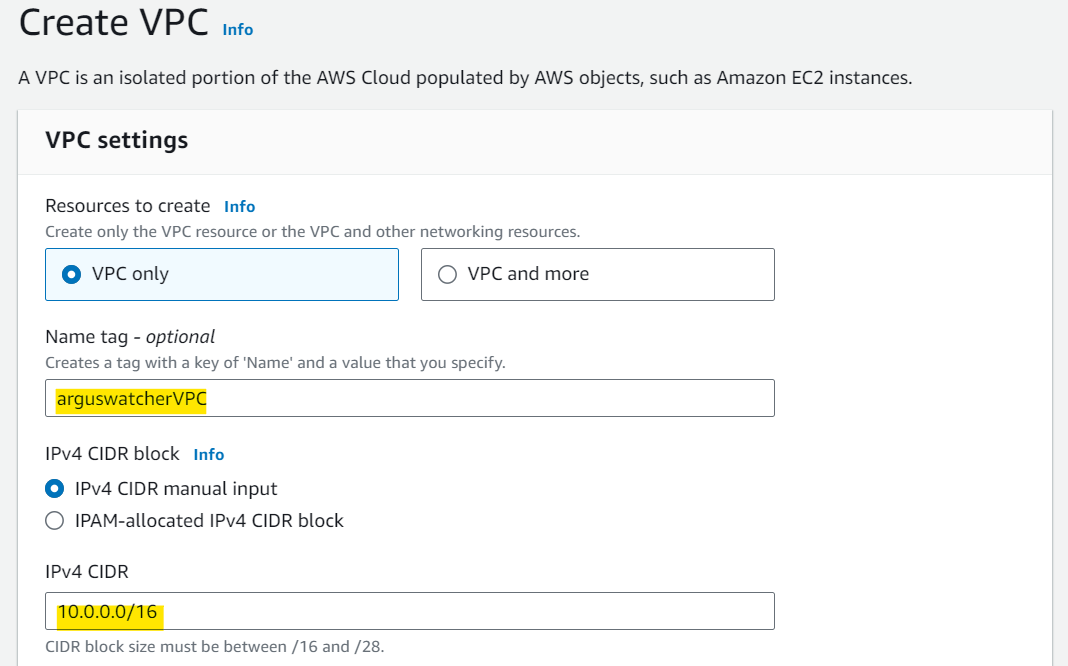 Create VPC Info
A VPC is an isolated portion of the AWS Cloud populated by AWS objects, such as Amazon EC2 instances.
VPC settings
Resources to create Info
Create only the VPC resource or the VPC and other networking resources.
VPC only
VPC and more
Name tag - optional
Creates a tag with a key of 'Name' and a value that you specify.
arguswatcherVPC
IPv4 CIDR block Info
IPv4 CIDR manual input
IPAM-allocated IPv4 CIDR block
IPv4 CIDR
10.0.0.0/16
CIDR block size must be between /16 and /28.